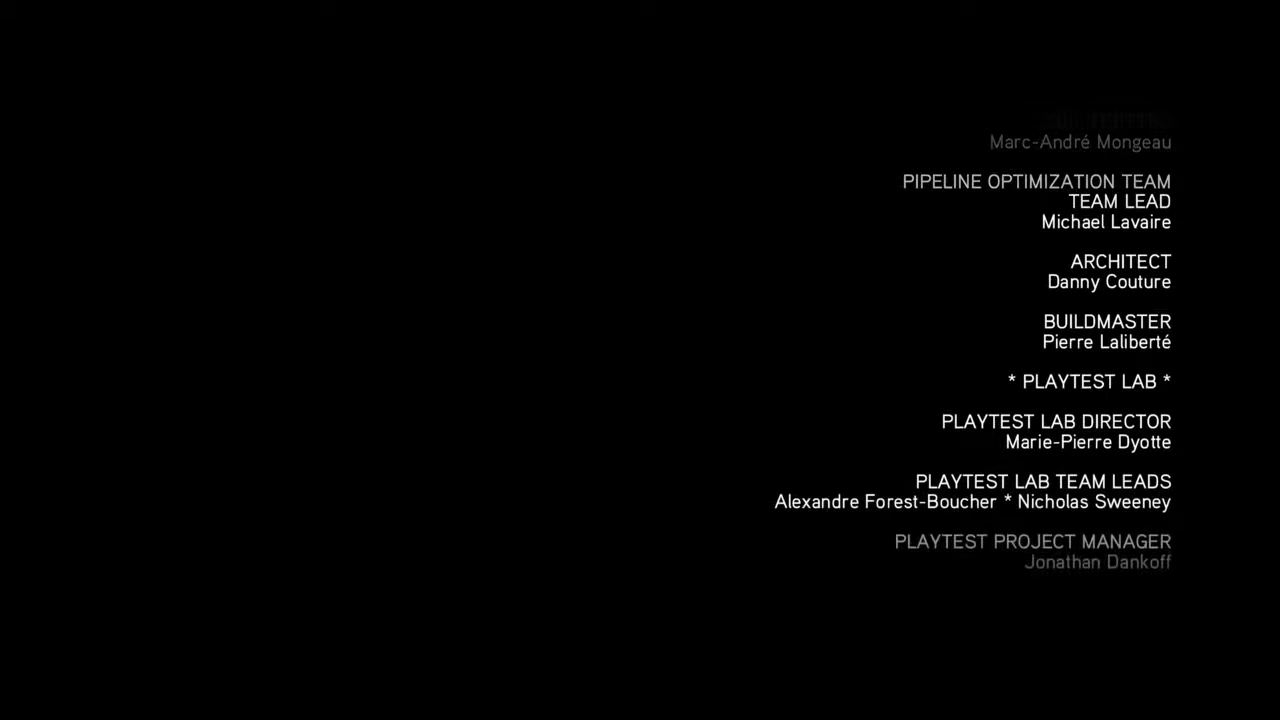 Marc-André Mongeau
PIPELINE OPTIMIZATION TEAM
TEAM LEAD
Michael Lavaire
ARCHITECT
Danny Couture
BUILDMASTER
Pierre Laliberté
* PLAYTEST LAB *
PLAYTEST LAB DIRECTOR
Marie-Pierre Dyotte
PLAYTEST LAB TEAM LEADS
Alexandre Forest-Boucher * Nicholas Sweeney
PLAYTEST PROJECT MANAGER
Jonathan Dankoff